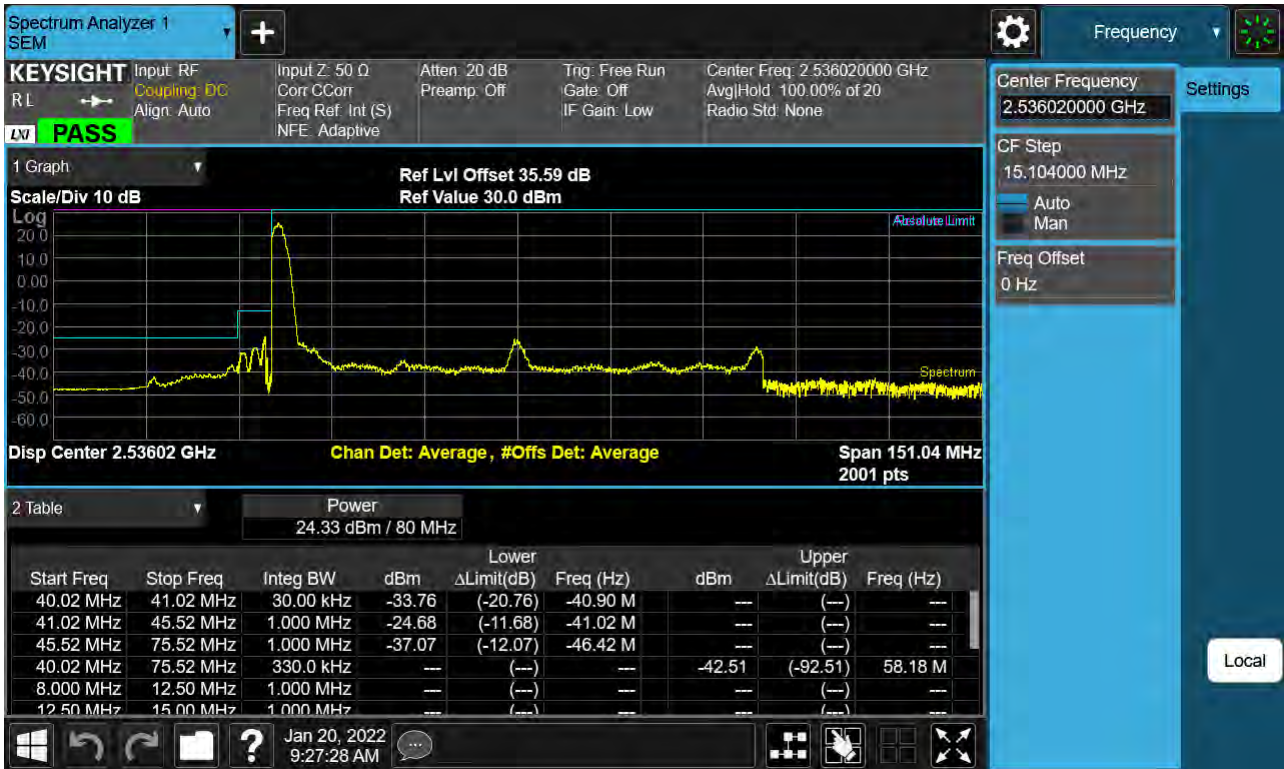 Spectrum Analyzer 1
SEM
Frequency
KEYSIGHT
R L
LXI PASS
Input: RF
Coupling: DC
Align: Auto
Input Z: 50 Ω
Corr CCorr
Freq Ref: Int (S)
NFE: Adaptive
Atten: 20 dB
Preamp: Off
Trig: Free Run
Gate: Off
IF Gain: Low
Center Freq: 2.536020000 GHz
Avg|Hold: 100.00% of 20
Radio Std: None
Center Frequency
2.536020000 GHz
Settings
CF Step
15.104000 MHz
Auto
Man
Freq Offset
0 Hz
1 Graph
Scale/Div 10 dB
Ref Lvl Offset 35.59 dB
Ref Value 30.0 dBm
Log
Absolute Limit
20.0
10.0
0.00
-10.0
-20.0
-30.0
-40.0
Spectrum
-50.0
-60.0
Disp Center 2.53602 GHz
Chan Det: Average, #Offs Det: Average
Span 151.04 MHz
2001 pts
2 Table
Power
24.33 dBm / 80 MHz
Lower Upper
Start Freq Stop Freq Integ BW dBm ΔLimit(dB) Freq (Hz) dBm ΔLimit(dB) Freq (Hz)
40.02 MHz 41.02 MHz 30.00 kHz -33.76 (-20.76) -40.90 M --- (---) ---
41.02 MHz 45.52 MHz 1.000 MHz -24.68 (-11.68) -41.02 M --- (---) ---
45.52 MHz 75.52 MHz 1.000 MHz -37.07 (-12.07) -46.42 M --- (---) ---
40.02 MHz 75.52 MHz 330.0 kHz --- (---) --- -42.51 (-92.51) 58.18 M
8.000 MHz 12.50 MHz 1.000 MHz --- (---) --- --- (---) ---
12.50 MHz 15.00 MHz 1.000 MHz --- (---) --- --- (---) ---
Local
?
Jan 20, 2022
9:27:28 AM